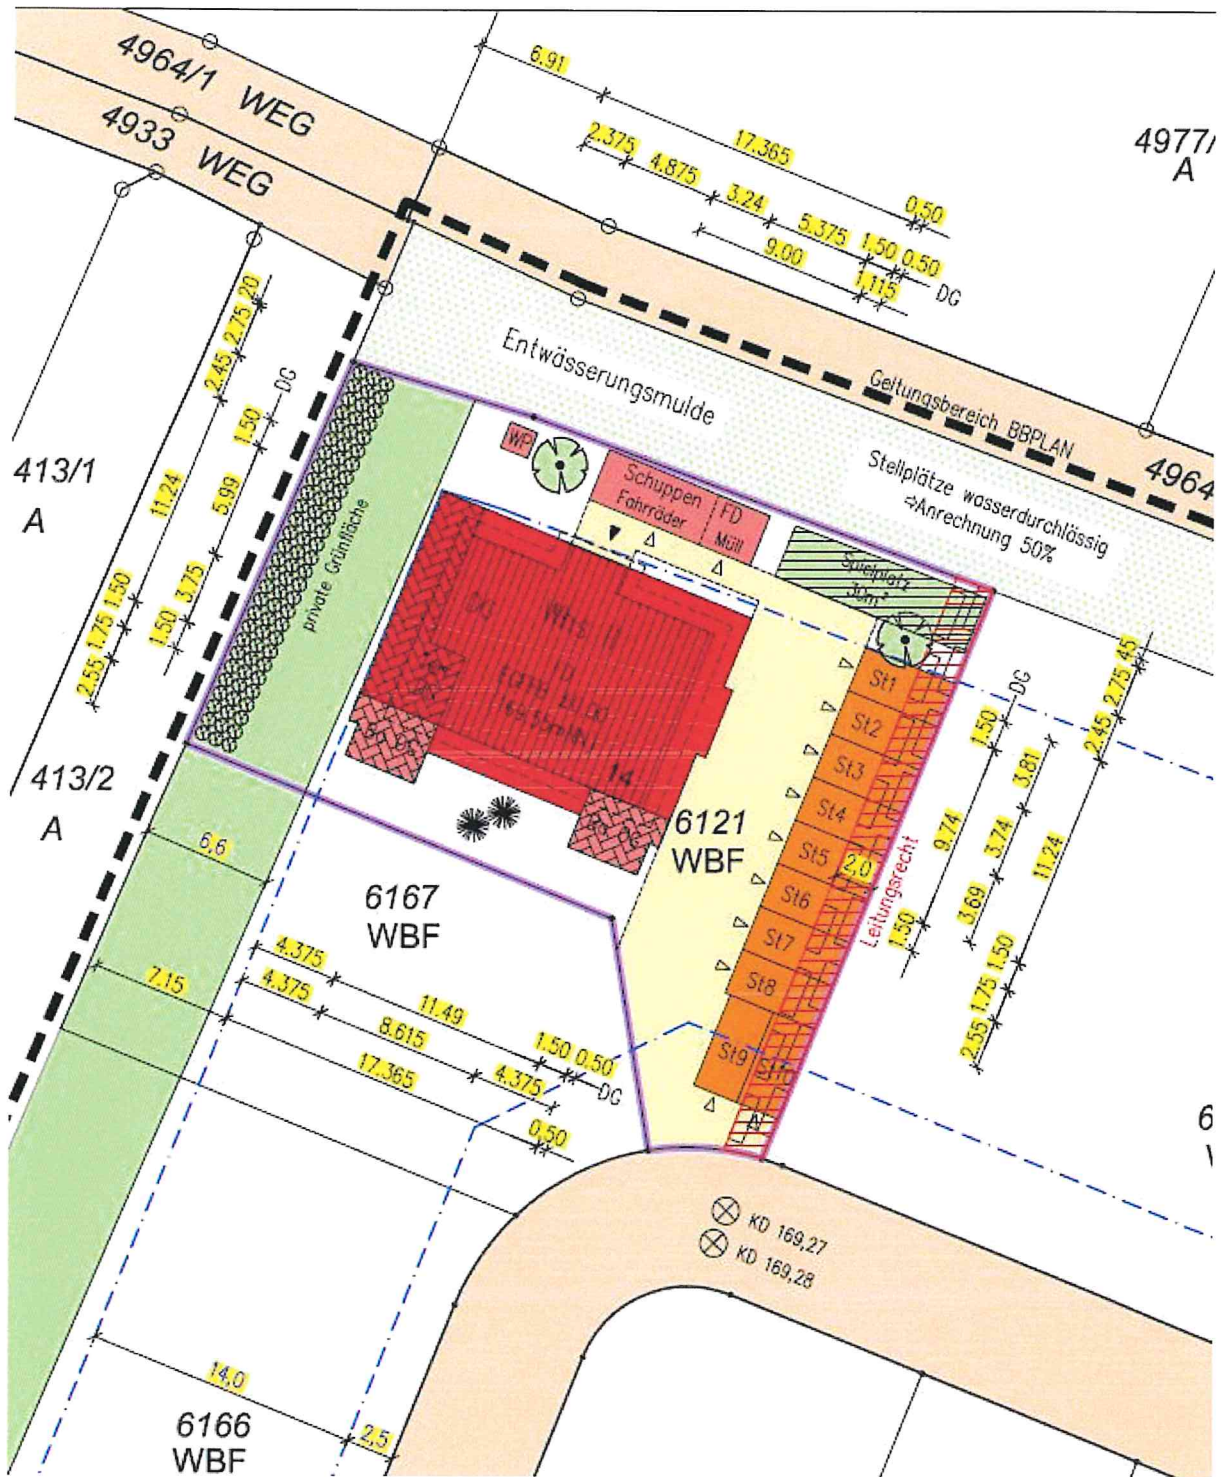 4964/1 WEG
4933 WEG
6.91
17.365
0.50
2.375
4.875
3.24
5.375
1.50
0.50
9.00
1.115
DG
4977/
A
Entwässerungsmulde
Geltungsbereich BBPLAN
4964
Stellplätze wasserdurchlässig
⇒Anrechnung 50%
20
2.75
2.45
11.24
1.50
1.75
2.55
DG
1.50
5.99
3.75
1.50
413/1
A
413/2
A
private Grünfläche
WP
Schuppen
Fahrräder
FD
Müll
Spielplatz
30m²
DG
14
6121
WBF
St1
St2
St3
St4
St5
St6
St7
St8
St9
St10
2,0
Leitungsrecht
DG
1.50
9.74
1.50
3.81
3.74
3.69
45
2.75
2.45
11.24
1.50
1.75
2.55
6,6
7.15
6167
WBF
4.375
11.49
1.50
0.50
DG
4.375
8.615
4.375
17.365
0.50
KD 169,27
KD 169,28
14,0
2,5
6166
WBF
6